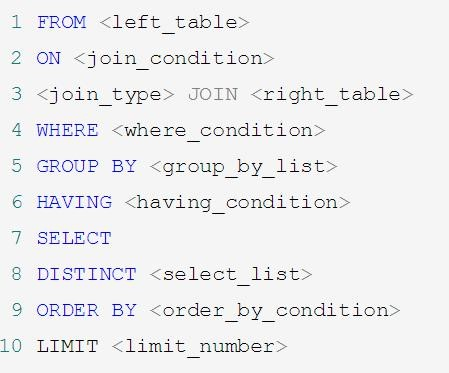 1 FROM <left_table>
2 ON <join_condition>
3 <join_type> JOIN <right_table>
4 WHERE <where_condition>
5 GROUP BY <group_by_list>
6 HAVING <having_condition>
7 SELECT
8 DISTINCT <select_list>
9 ORDER BY <order_by_condition>
10 LIMIT <limit_number>